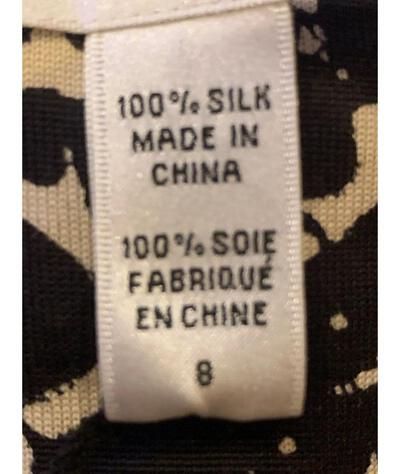 100% SILK
MADE IN
CHINA
100% SOIE
FABRIQUÉ
EN CHINE
8